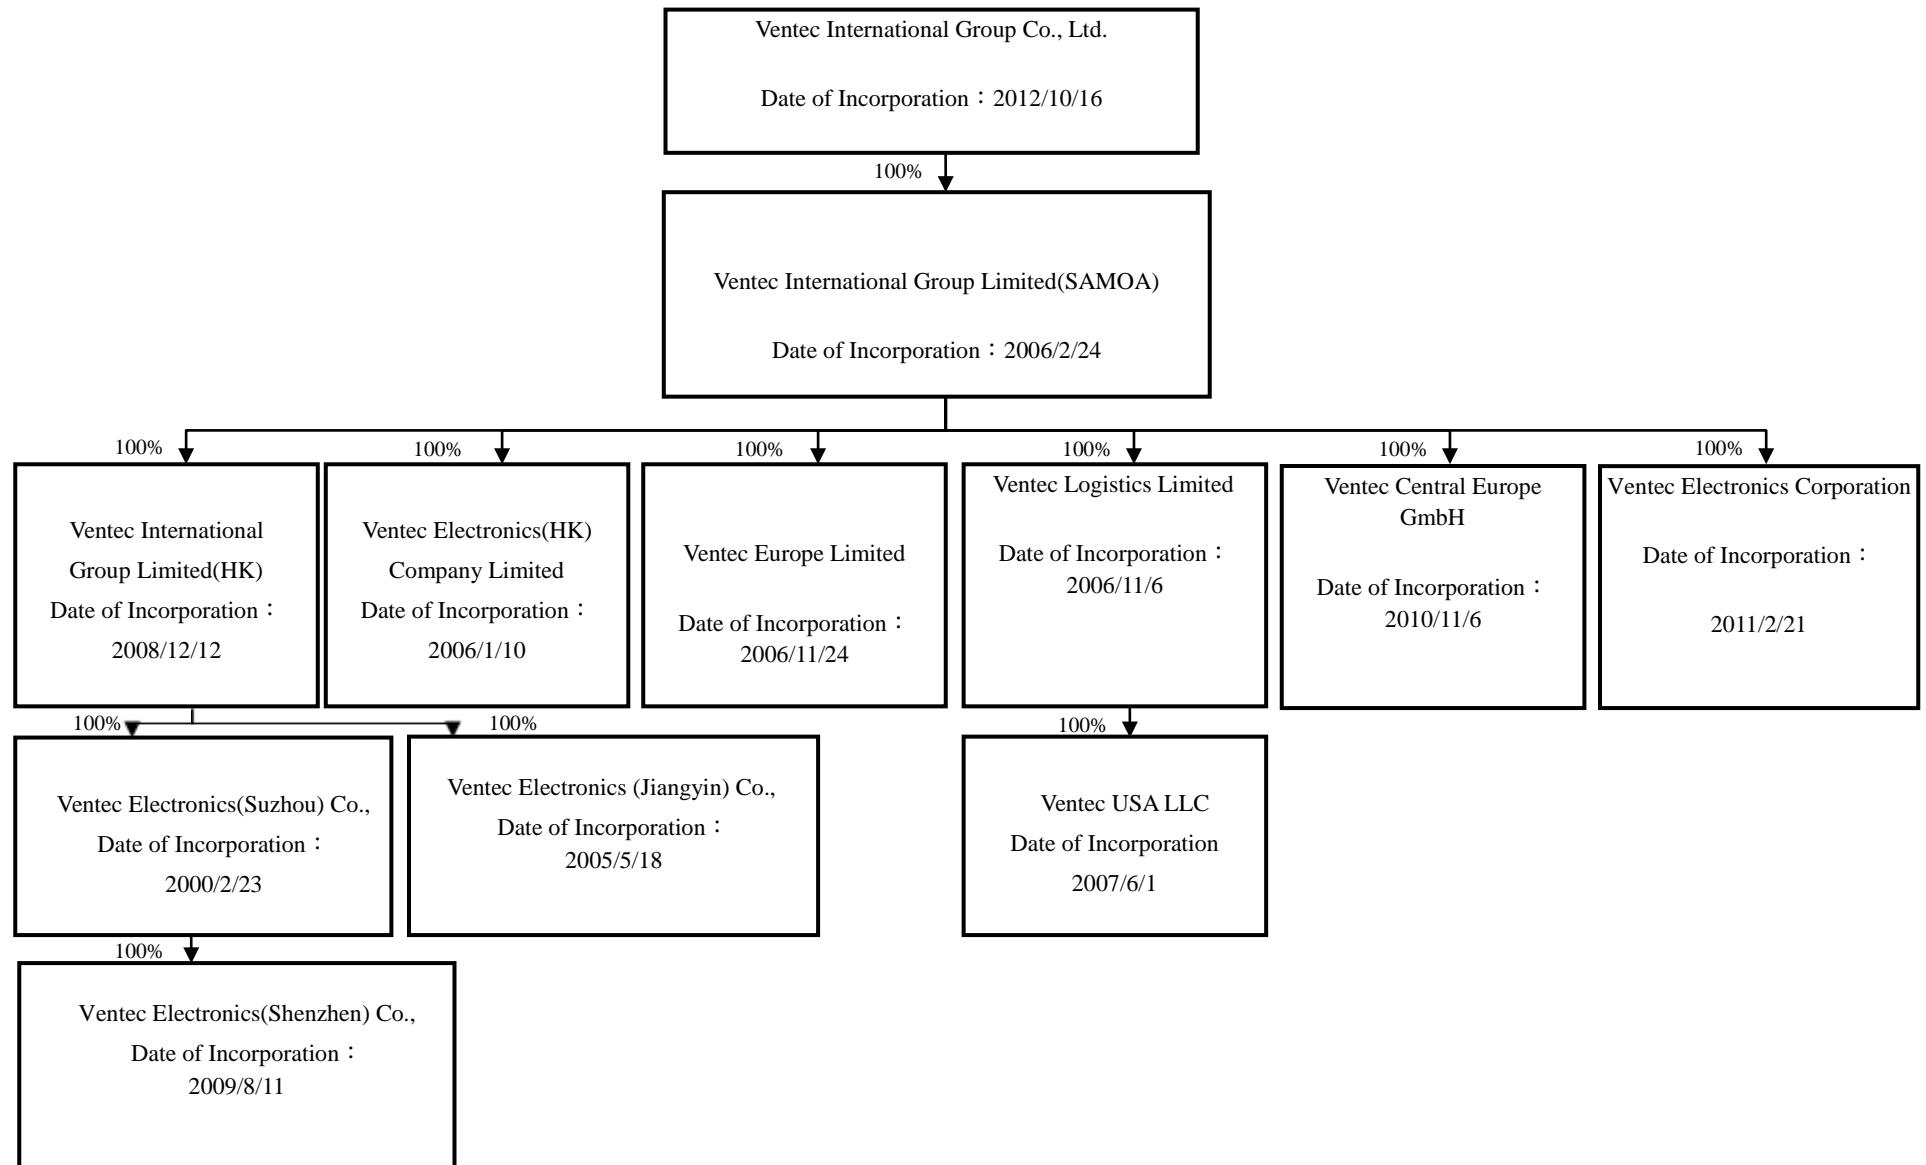 Ventec International Group Co., Ltd.
Date of Incorporation：2012/10/16
100%
Ventec International Group Limited(SAMOA)
Date of Incorporation：2006/2/24
100%
100%
100%
100%
100%
100%
Ventec International
Group Limited(HK)
Date of Incorporation：
2008/12/12
Ventec Electronics(HK)
Company Limited
Date of Incorporation：
2006/1/10
Ventec Europe Limited
Date of Incorporation：
2006/11/24
Ventec Logistics Limited
Date of Incorporation：
2006/11/6
Ventec Central Europe
GmbH
Date of Incorporation：
2010/11/6
Ventec Electronics Corporation
Date of Incorporation：
2011/2/21
100%
100%
100%
Ventec Electronics(Suzhou) Co.,
Date of Incorporation：
2000/2/23
Ventec Electronics (Jiangyin) Co.,
Date of Incorporation：
2005/5/18
Ventec USA LLC
Date of Incorporation
2007/6/1
100%
Ventec Electronics(Shenzhen) Co.,
Date of Incorporation：
2009/8/11